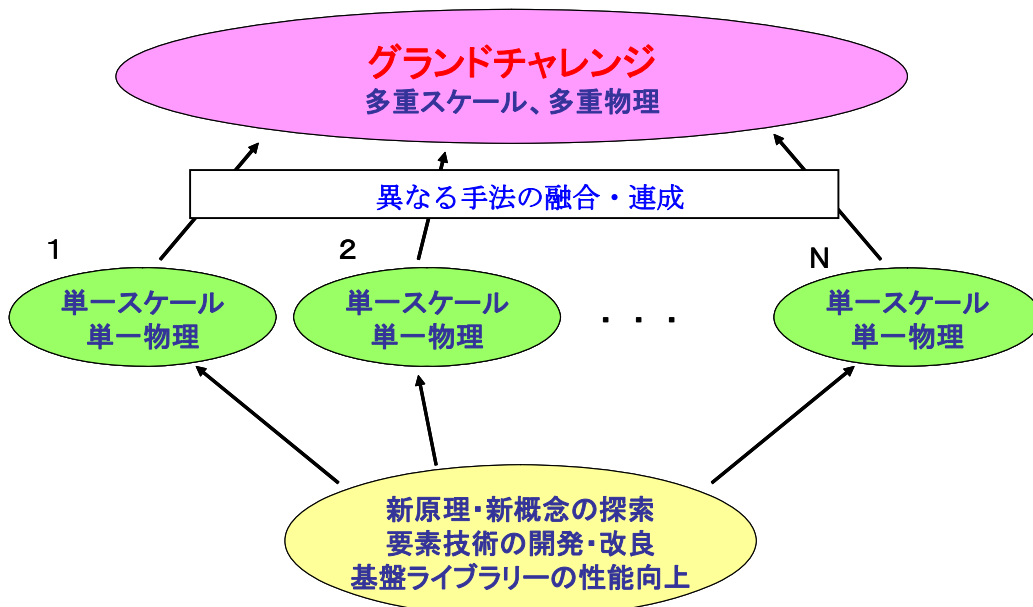 グランドチャレンジ
多重スケール、多重物理
異なる手法の融合・連成
1
2
N
単一スケール
単一物理
単一スケール
単一物理
・・・
単一スケール
単一物理
新原理・新概念の探索
要素技術の開発・改良
基盤ライブラリーの性能向上